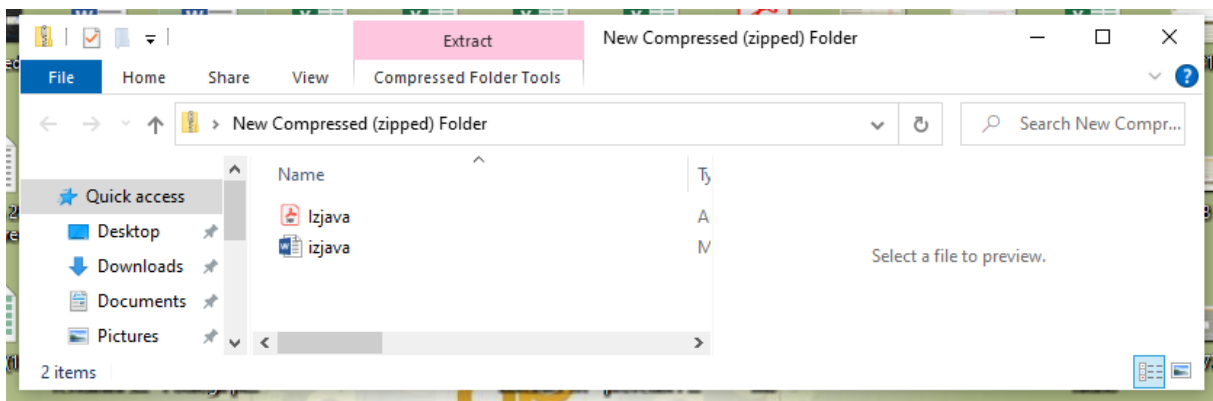 Extract
New Compressed (zipped) Folder
File Home Share View Compressed Folder Tools
New Compressed (zipped) Folder
Search New Compr...
Name
Quick access
Desktop
Downloads
Documents
Pictures
Izjava
izjava
Select a file to preview.
2 items